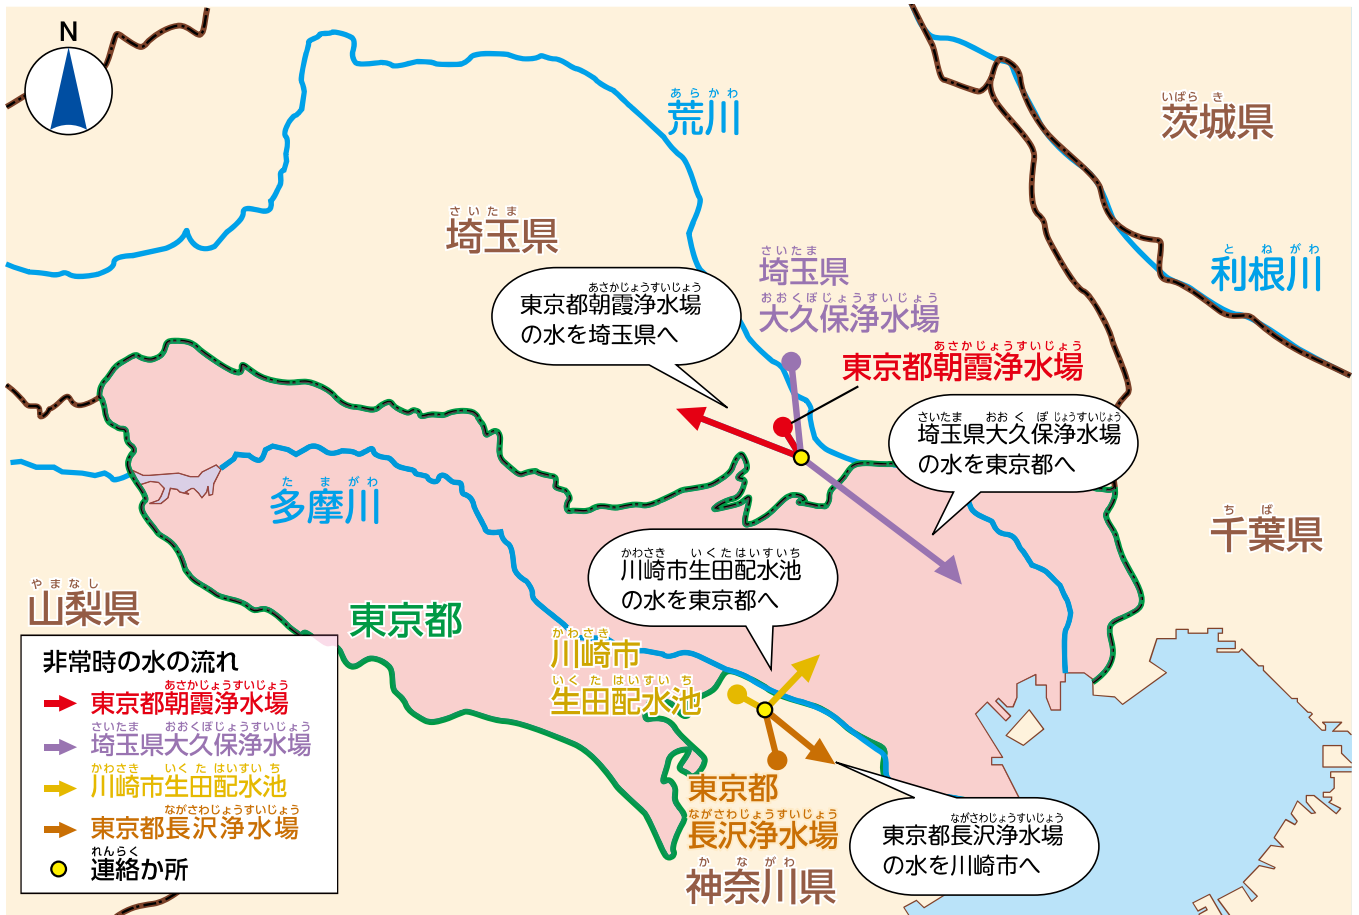 N
あらかわ
荒川
いばらき
茨城県
さいたま
埼玉県
とねがわ
利根川
さいたま
埼玉県
おおくぼじょうすいじょう
大久保浄水場
あさかじょうすいじょう
東京都朝霞浄水場
の水を埼玉県へ
あさかじょうすいじょう
東京都朝霞浄水場
さいたま おおくぼじょうすいじょう
埼玉県大久保浄水場
の水を東京都へ
たまがわ
多摩川
ちば
千葉県
かわさき いくたはいすいち
川崎市生田配水池
の水を東京都へ
やまなし
山梨県
東京都
かわさき
川崎市
いくたはいすいち
生田配水池
非常時の水の流れ
あさかじょうすいじょう
東京都朝霞浄水場
さいたま おおくぼじょうすいじょう
埼玉県大久保浄水場
かわさき いくたはいすいち
川崎市生田配水池
ながさわじょうすいじょう
東京都長沢浄水場
れんらく
連絡か所
東京都
ながさわじょうすいじょう
長沢浄水場
かながわ
神奈川県
ながさわじょうすいじょう
東京都長沢浄水場
の水を川崎市へ